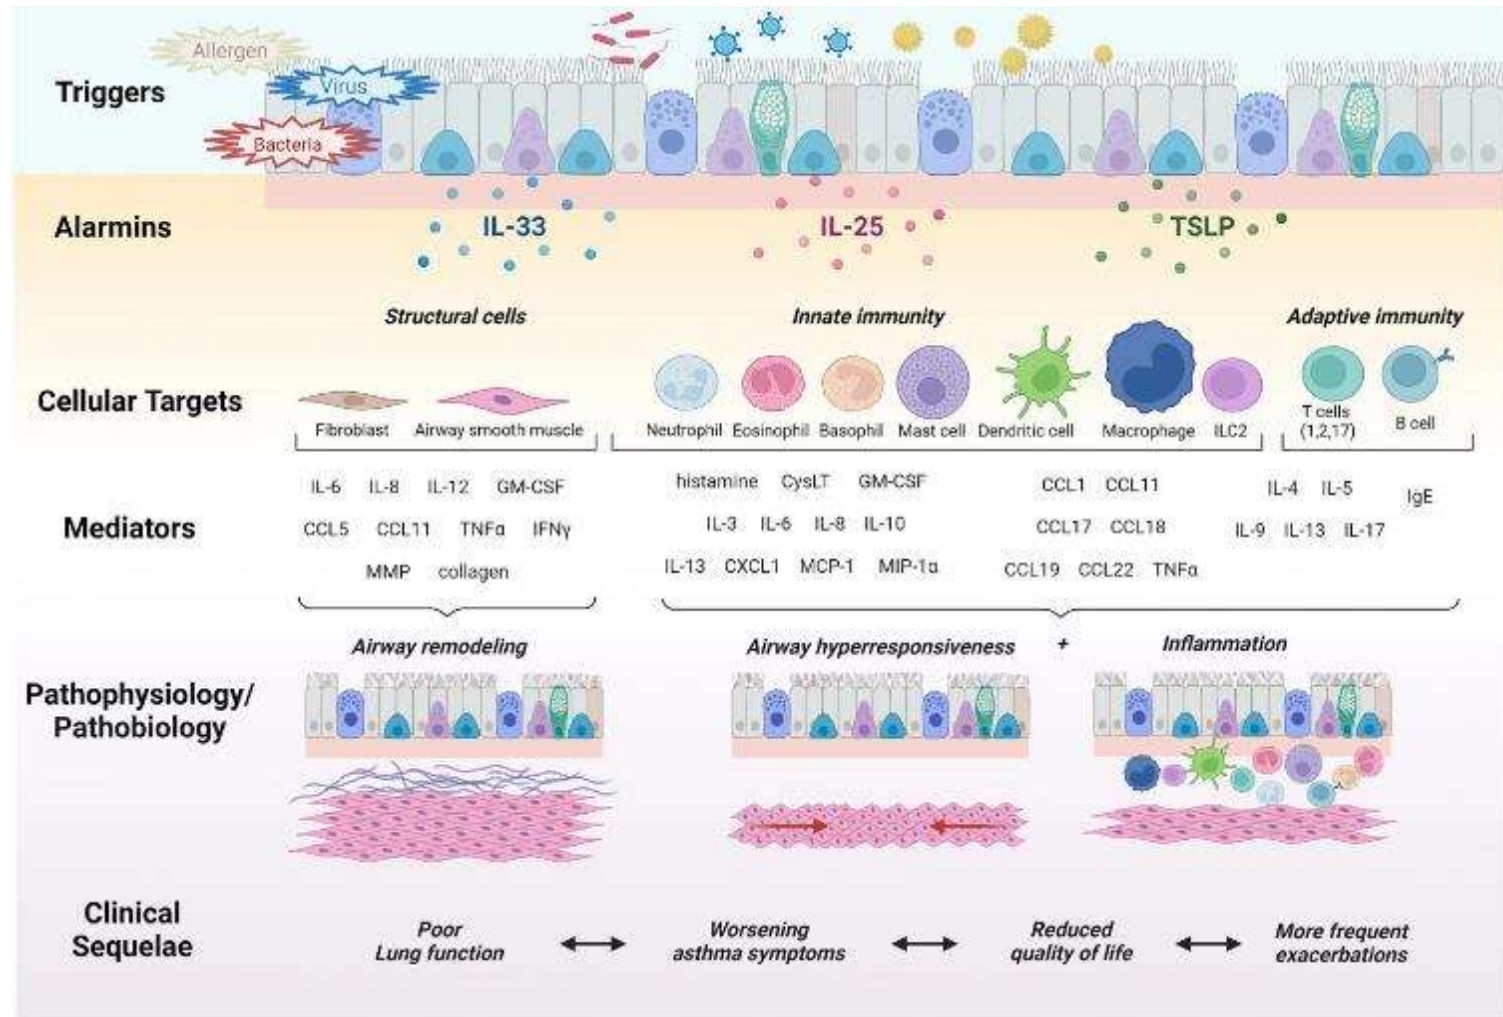 Allergen
Triggers
Virus
Bacteria
Alarmins
IL-33
IL-25
TSLP
Structural cells
Innate immunity
Adaptive immunity
Cellular Targets
Fibroblast
Airway smooth muscle
Neutrophil
Eosinophil
Basophil
Mast cell
Dendritic cell
Macrophage
ILC2
T cells
(1,2,17)
B cell
Mediators
IL-6 IL-8 IL-12 GM-CSF
CCL5 CCL11 TNFα IFNγ
MMP collagen
histamine CysLT GM-CSF
IL-3 IL-6 IL-8 IL-10
IL-13 CXCL1 MCP-1 MIP-1α
CCL1 CCL11
CCL17 CCL18
CCL19 CCL22 TNFα
IL-4 IL-5
IL-9 IL-13 IL-17
IgE
Airway remodeling
Airway hyperresponsiveness + Inflammation
Pathophysiology/
Pathobiology
Clinical
Sequelae
Poor
Lung function
Worsening
asthma symptoms
Reduced
quality of life
More frequent
exacerbations